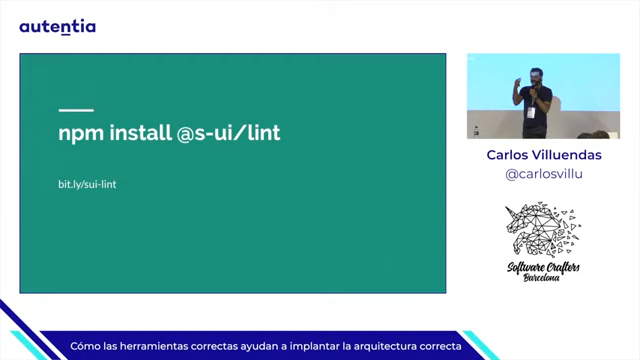 autentia
npm install @s-ui/lint
bit.ly/sui-lint
Carlos Villuendas
@carlosvillu
Software Crafters
Barcelona
Cómo las herramientas correctas ayudan a implantar la arquitectura correcta